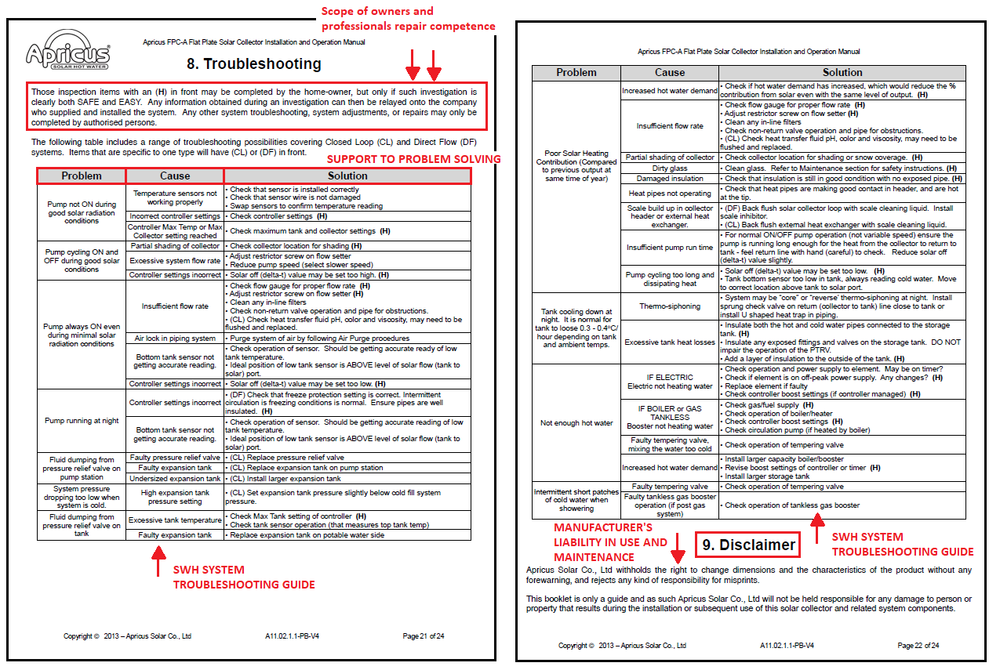 Scope of owners and
professionals repair competence
Apricus
SOLAR HOT WATER
Apricus FPC-A Flat Plate Solar Collector Installation and Operation Manual
8. Troubleshooting
Those inspection items with an (H) in front may be completed by the home-owner, but only if such investigation is
clearly both SAFE and EASY. Any information obtained during an investigation can then be relayed onto the company
who supplied and installed the system. Any other system troubleshooting, system adjustments, or repairs may only be
completed by authorised persons.
The following table includes a range of troubleshooting possibilities covering Closed Loop (CL) and Direct Flow (DF)
systems. Items that are specific to one type will have (CL) or (DF) in front.
SUPPORT TO PROBLEM SOLVING
Problem Cause Solution
Pump not ON during
good solar radiation
conditions
Temperature sensors not
working properly
• Check that sensor is installed correctly
• Check that sensor wire is not damaged
• Swap sensors to confirm temperature reading
Incorrect controller settings • Check controller settings (H)
Controller Max Temp or Max
Collector setting reached
• Check maximum tank and collector settings (H)
Pump cycling ON and
OFF during good solar
conditions
Partial shading of collector • Check collector location for shading (H)
Excessive system flow rate
• Adjust restrictor screw on flow setter
• Reduce pump speed (select slower speed)
Controller settings incorrect • Solar off (delta-t) value may be set too high. (H)
Pump always ON even
during minimal solar
radiation conditions
Insufficient flow rate
• Check flow gauge for proper flow rate (H)
• Adjust restrictor screw on flow setter (H)
• Clean any in-line filters
• Check non-return valve operation and pipe for obstructions.
• (CL) Check heat transfer fluid pH, color and viscosity, may need to be
flushed and replaced.
Air lock in piping system • Purge system of air by following Air Purge procedures
Bottom tank sensor not
getting accurate reading.
• Check operation of sensor. Should be getting accurate ready of low
tank temperature.
• Ideal position of low tank sensor is ABOVE level of solar flow (tank to
solar) port.
Controller settings incorrect • Solar off (delta-t) value may be set too low. (H)
Pump running at night
Controller settings incorrect
• (DF) Check that freeze protection setting is correct. Intermittent
circulation is freezing conditions is normal. Ensure pipes are well
insulated. (H)
Bottom tank sensor not
getting accurate reading.
• Check operation of sensor. Should be getting accurate reading of low
tank temperature.
• Ideal position of low tank sensor is ABOVE level of solar flow (tank to
solar) port.
Fluid dumping from
pressure relief valve on
pump station
Faulty pressure relief valve • (CL) Replace pressure relief valve
Faulty expansion tank • (CL) Replace expansion tank on pump station
Undersized expansion tank • (CL) Install larger expansion tank
System pressure
dropping too low when
system is cold.
High expansion tank
pressure setting
• (CL) Set expansion tank pressure slightly below cold fill system
pressure.
Fluid dumping from
pressure relief valve on
tank
Excessive tank temperature
• Check Max Tank setting of controller (H)
• Check tank sensor operation (that measures top tank temp)
Faulty expansion tank • Replace expansion tank on potable water side
SWH SYSTEM
TROUBLESHOOTING GUIDE
Copyright © 2013 – Apricus Solar Co., Ltd A11.02.1.1-PB-V4 Page 21 of 24
Apricus FPC-A Flat Plate Solar Collector Installation and Operation Manual
Problem Cause Solution
Poor Solar Heating
Contribution (Compared
to previous output at
same time of year)
Increased hot water demand
• Check if hot water demand has increased, which would reduce the %
contribution from solar even with the same level of output. (H)
Insufficient flow rate
• Check flow gauge for proper flow rate (H)
• Adjust restrictor screw on flow setter (H)
• Clean any in-line filters
• Check non-return valve operation and pipe for obstructions.
• (CL) Check heat transfer fluid pH, color and viscosity, may need to be
flushed and replaced.
Partial shading of collector • Check collector location for shading or snow coverage. (H)
Dirty glass • Clean glass. Refer to Maintenance section for safety instructions. (H)
Damaged insulation • Check that insulation is still in good condition with no exposed pipe. (H)
Heat pipes not operating
• Check that heat pipes are making good contact in header, and are hot
at the tip.
Scale build up in collector
header or external heat
exchanger.
• (DF) Back flush solar collector loop with scale cleaning liquid. Install
scale inhibitor.
• (CL) Back flush external heat exchanger with scale cleaning liquid.
Insufficient pump run time
• For normal ON/OFF pump operation (not variable speed) ensure the
pump is running long enough for the heat from the collector to return to
tank - feel return line with hand (careful) to check. Reduce solar off
(delta-t) value slightly.
Pump cycling too long and
dissipating heat
• Solar off (delta-t) value may be set too low. (H)
• Tank bottom sensor too low in tank, always reading cold water. Move
to correct location above tank to solar port.
Tank cooling down at
night. It is normal for
tank to loose 0.3 - 0.4°C/
hour depending on tank
and ambient temps.
Thermo-siphoning
• System may be "core" or "reverse' thermo-siphoning at night. Install
sprung check valve on return (collector to tank) line close to tank or
install U shaped heat trap in piping.
Excessive tank heat losses
• Insulate both the hot and cold water pipes connected to the storage
tank. (H)
• Insulate any exposed fittings and valves on the storage tank. DO NOT
impair the operation of the PTRV.
• Add a layer of insulation to the outside of the tank. (H)
Not enough hot water
IF ELECTRIC
Electric not heating water
• Check operation and power supply to element. May be on timer?
• Check if element is on off-peak power supply. Any changes? (H)
• Replace element if faulty
• Check controller boost settings (if controller managed) (H)
IF BOILER or GAS
TANKLESS
Booster not heating water
• Check gas/fuel supply (H)
• Check operation of boiler/heater
• Check controller boost settings (H)
• Check circulation pump (if heated by boiler)
Faulty tempering valve,
mixing the water too cold
• Check operation of tempering valve
Increased hot water demand
• Install larger capacity boiler/booster
• Revise boost settings of controller or timer (H)
• Install larger storage tank
Intermittent short patches
of cold water when
showering
Faulty tempering valve • Check operation of tempering valve
Faulty tankless gas booster
operation (if post gas
system)
• Check operation of tankless gas booster
MANUFACTURER'S
LIABILITY IN USE AND
MAINTENANCE
9. Disclaimer
SWH SYSTEM
TROUBLESHOOTING GUIDE
Apricus Solar Co., Ltd withholds the right to change dimensions and the characteristics of the product without any
forewarning, and rejects any kind of responsibility for misprints.
This booklet is only a guide and as such Apricus Solar Co., Ltd will not be held responsible for any damage to person or
property that results during the installation or subsequent use of this solar collector and related system components.
Copyright © 2013 – Apricus Solar Co., Ltd A11.02.1.1-PB-V4 Page 22 of 24